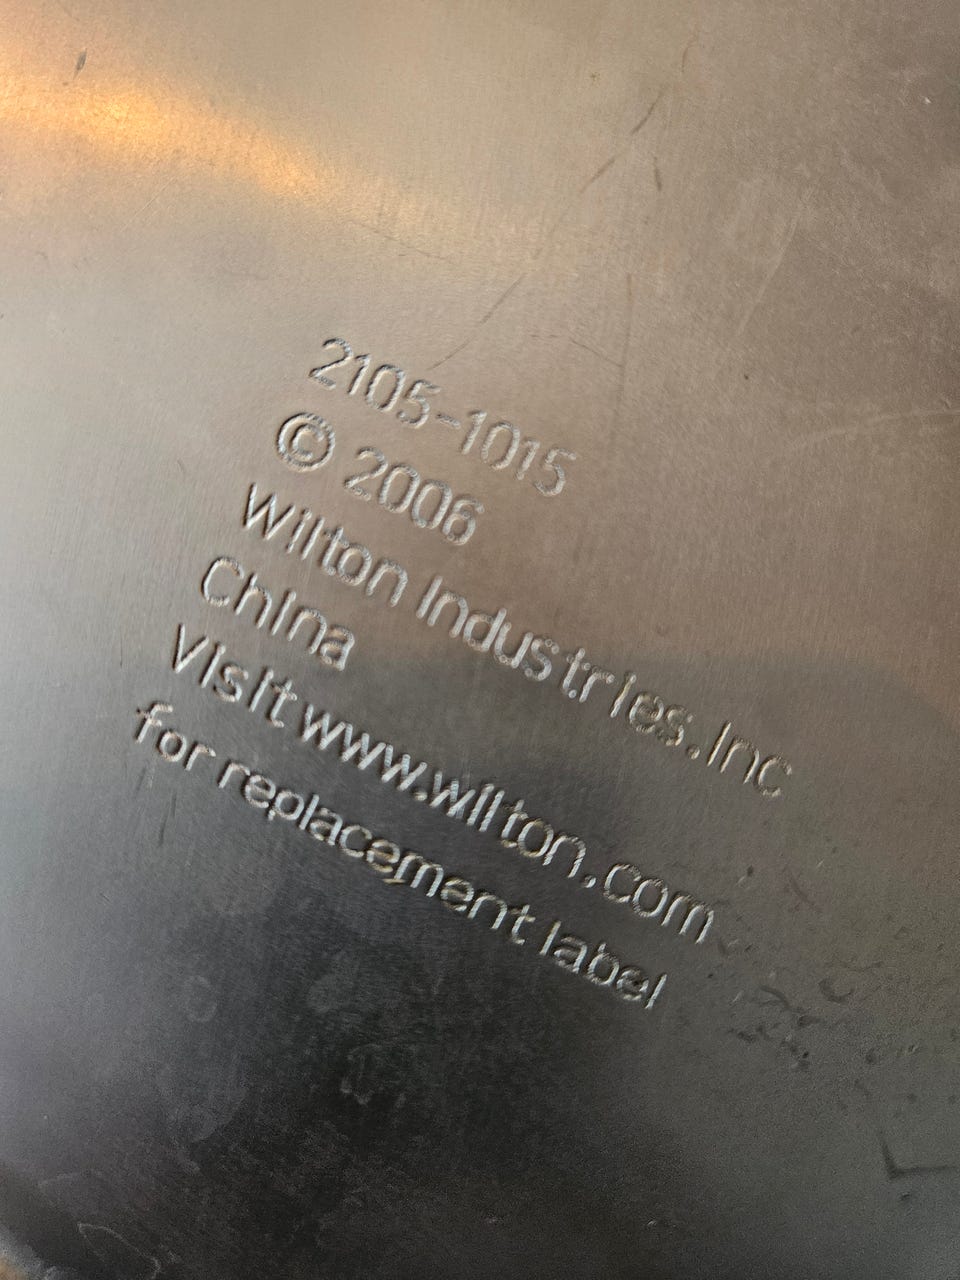 2105-1015
© 2006
Wilton Industries. Inc
China
Visit www.wilton.com
for replacement label